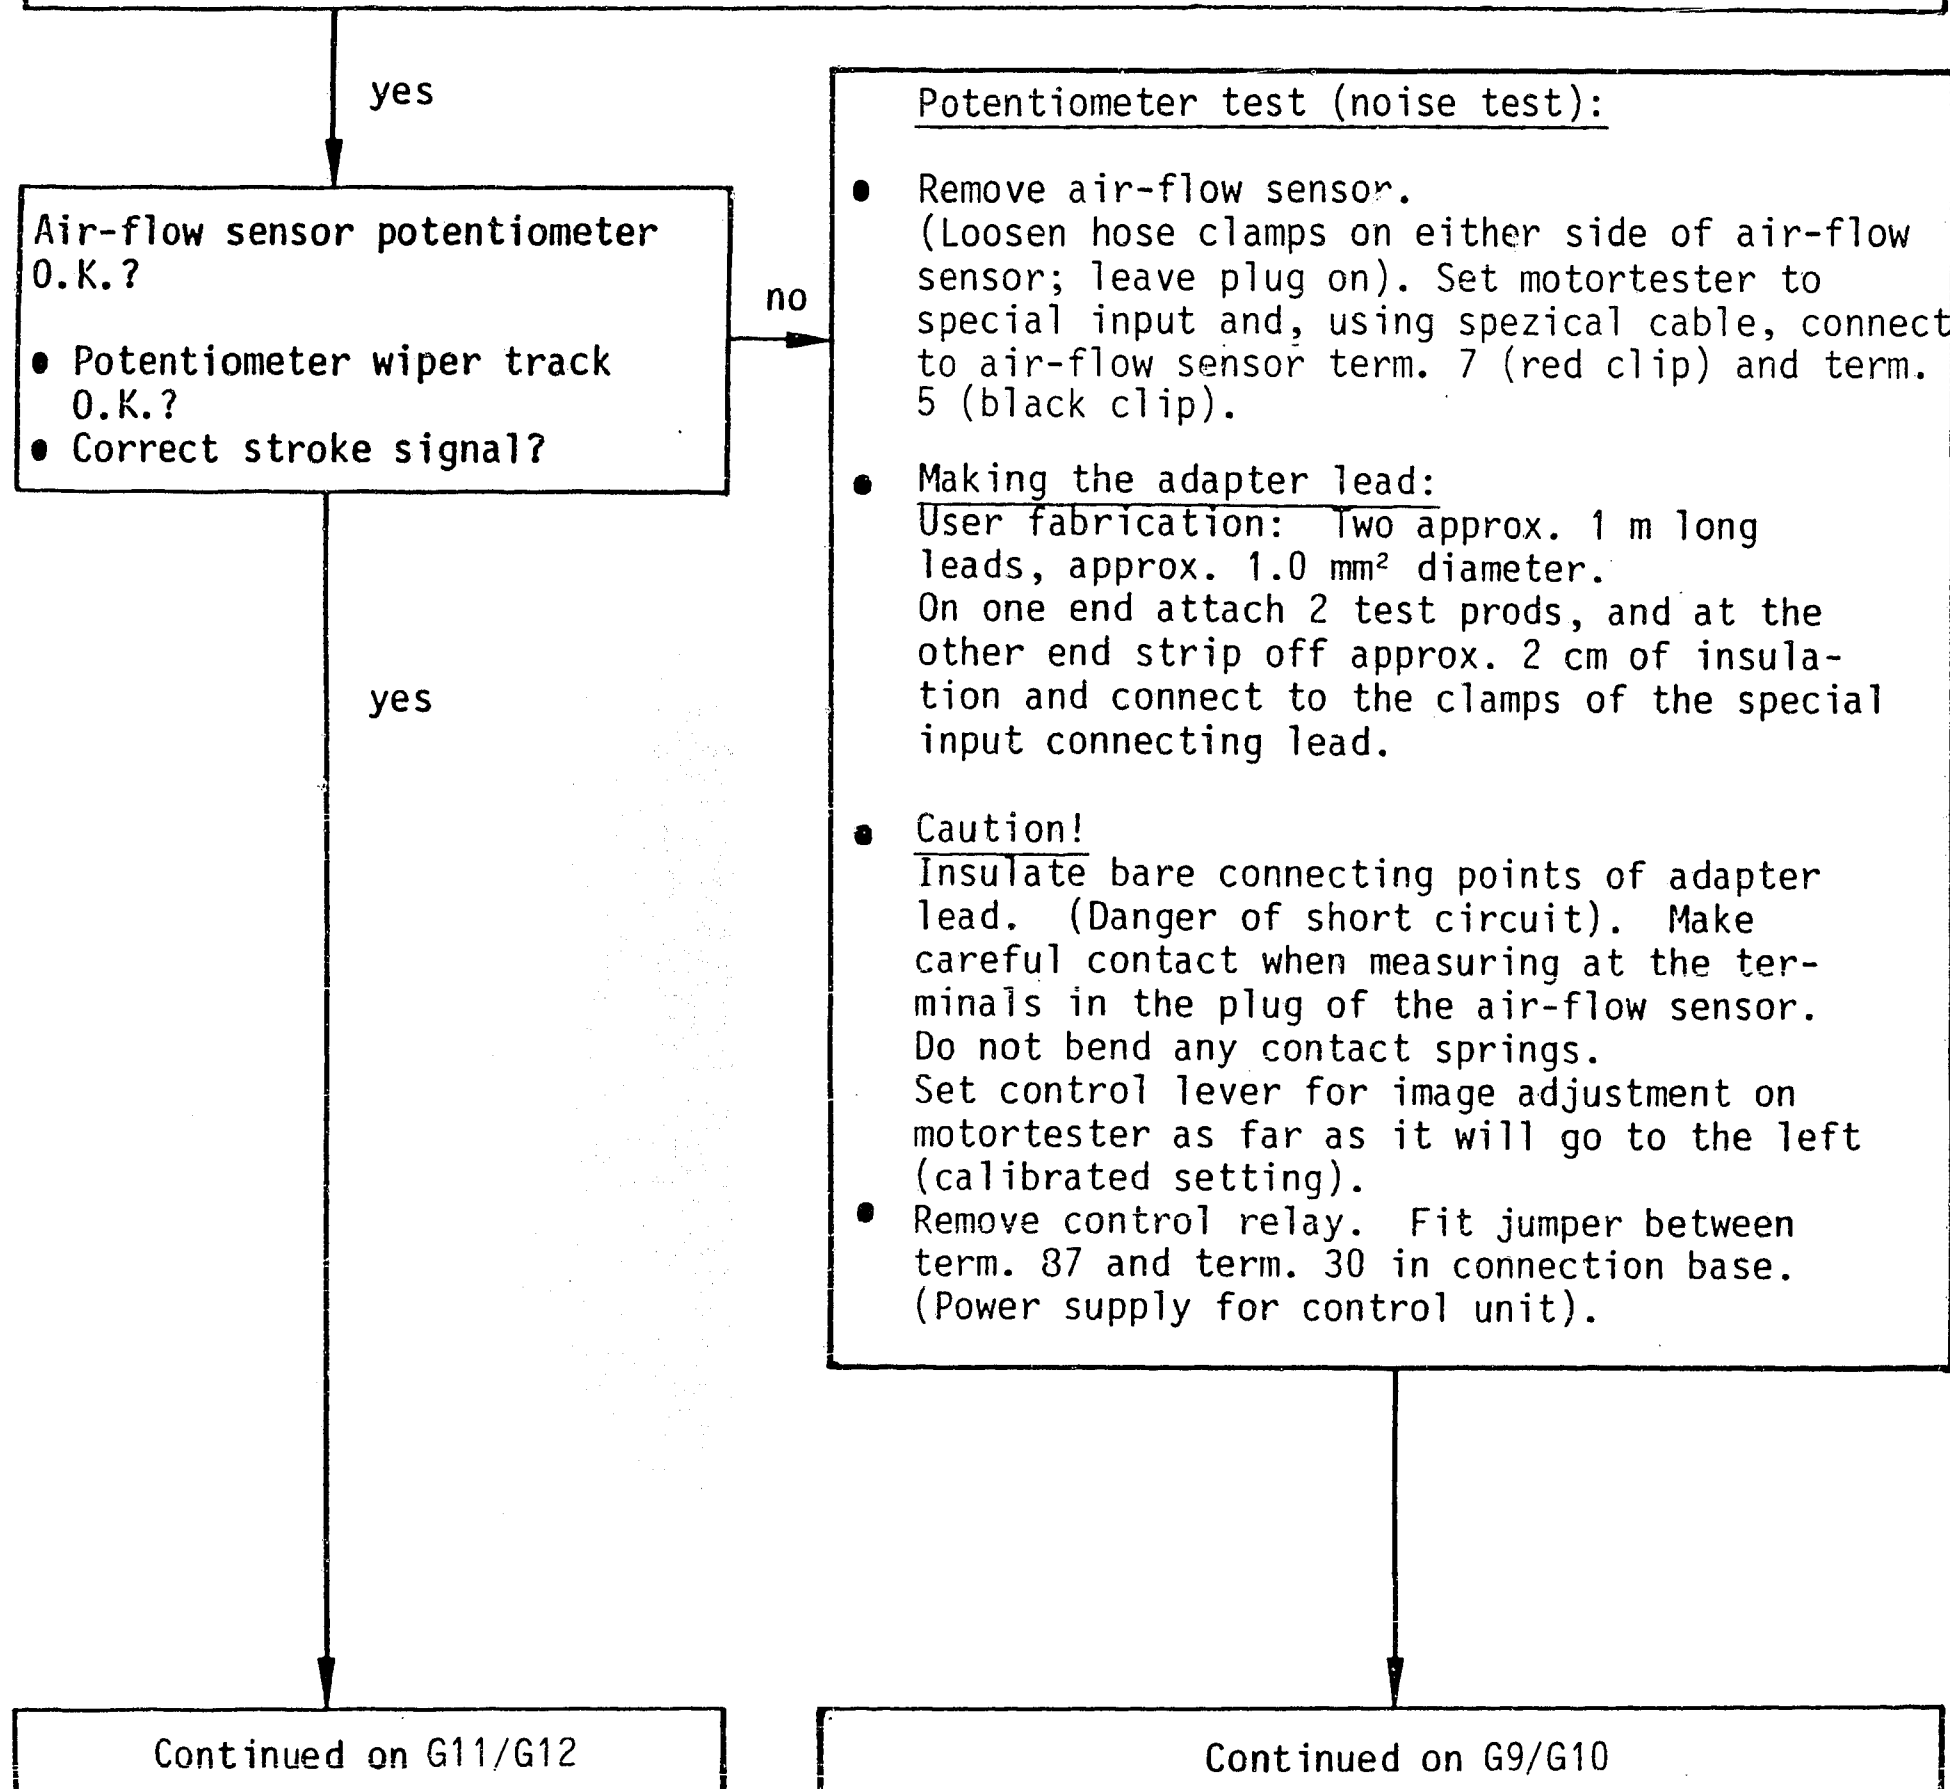 yes
Air-flow sensor potentiometer
O.K.?
● Potentiometer wiper track
O.K.?
● Correct stroke signal?
no
yes
Potentiometer test (noise test):
● Remove air-flow sensor.
(Loosen hose clamps on either side of air-flow
sensor; leave plug on). Set motortester to
special input and, using spezical cable, connect
to air-flow sensor term. 7 (red clip) and term.
5 (black clip).
● Making the adapter lead:
User fabrication: Two approx. 1 m long
leads, approx. 1.0 mm² diameter.
On one end attach 2 test prods, and at the
other end strip off approx. 2 cm of insula-
tion and connect to the clamps of the special
input connecting lead.
● Caution!
Insulate bare connecting points of adapter
lead. (Danger of short circuit). Make
careful contact when measuring at the ter-
minals in the plug of the air-flow sensor.
Do not bend any contact springs.
Set control lever for image adjustment on
motortester as far as it will go to the left
(calibrated setting).
● Remove control relay. Fit jumper between
term. 87 and term. 30 in connection base.
(Power supply for control unit).
Continued on G11/G12
Continued on G9/G10